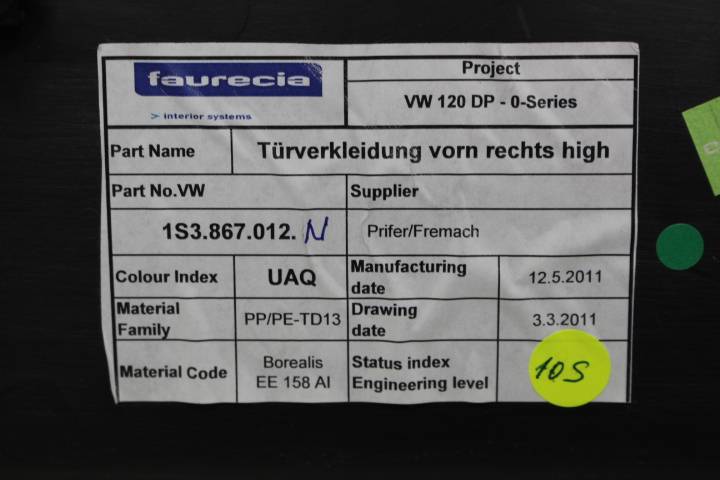 faurecia
> interior systems
Project
VW 120 DP - 0-Series
Part Name
Türverkleidung vorn rechts high
Part No.VW
Supplier
1S3.867.012. N
Prifer/Fremach
Colour Index
UAQ
Manufacturing
date
12.5.2011
Material
Family
PP/PE-TD13
Drawing
date
3.3.2011
Material Code
Borealis
EE 158 AI
Status index
Engineering level
10S